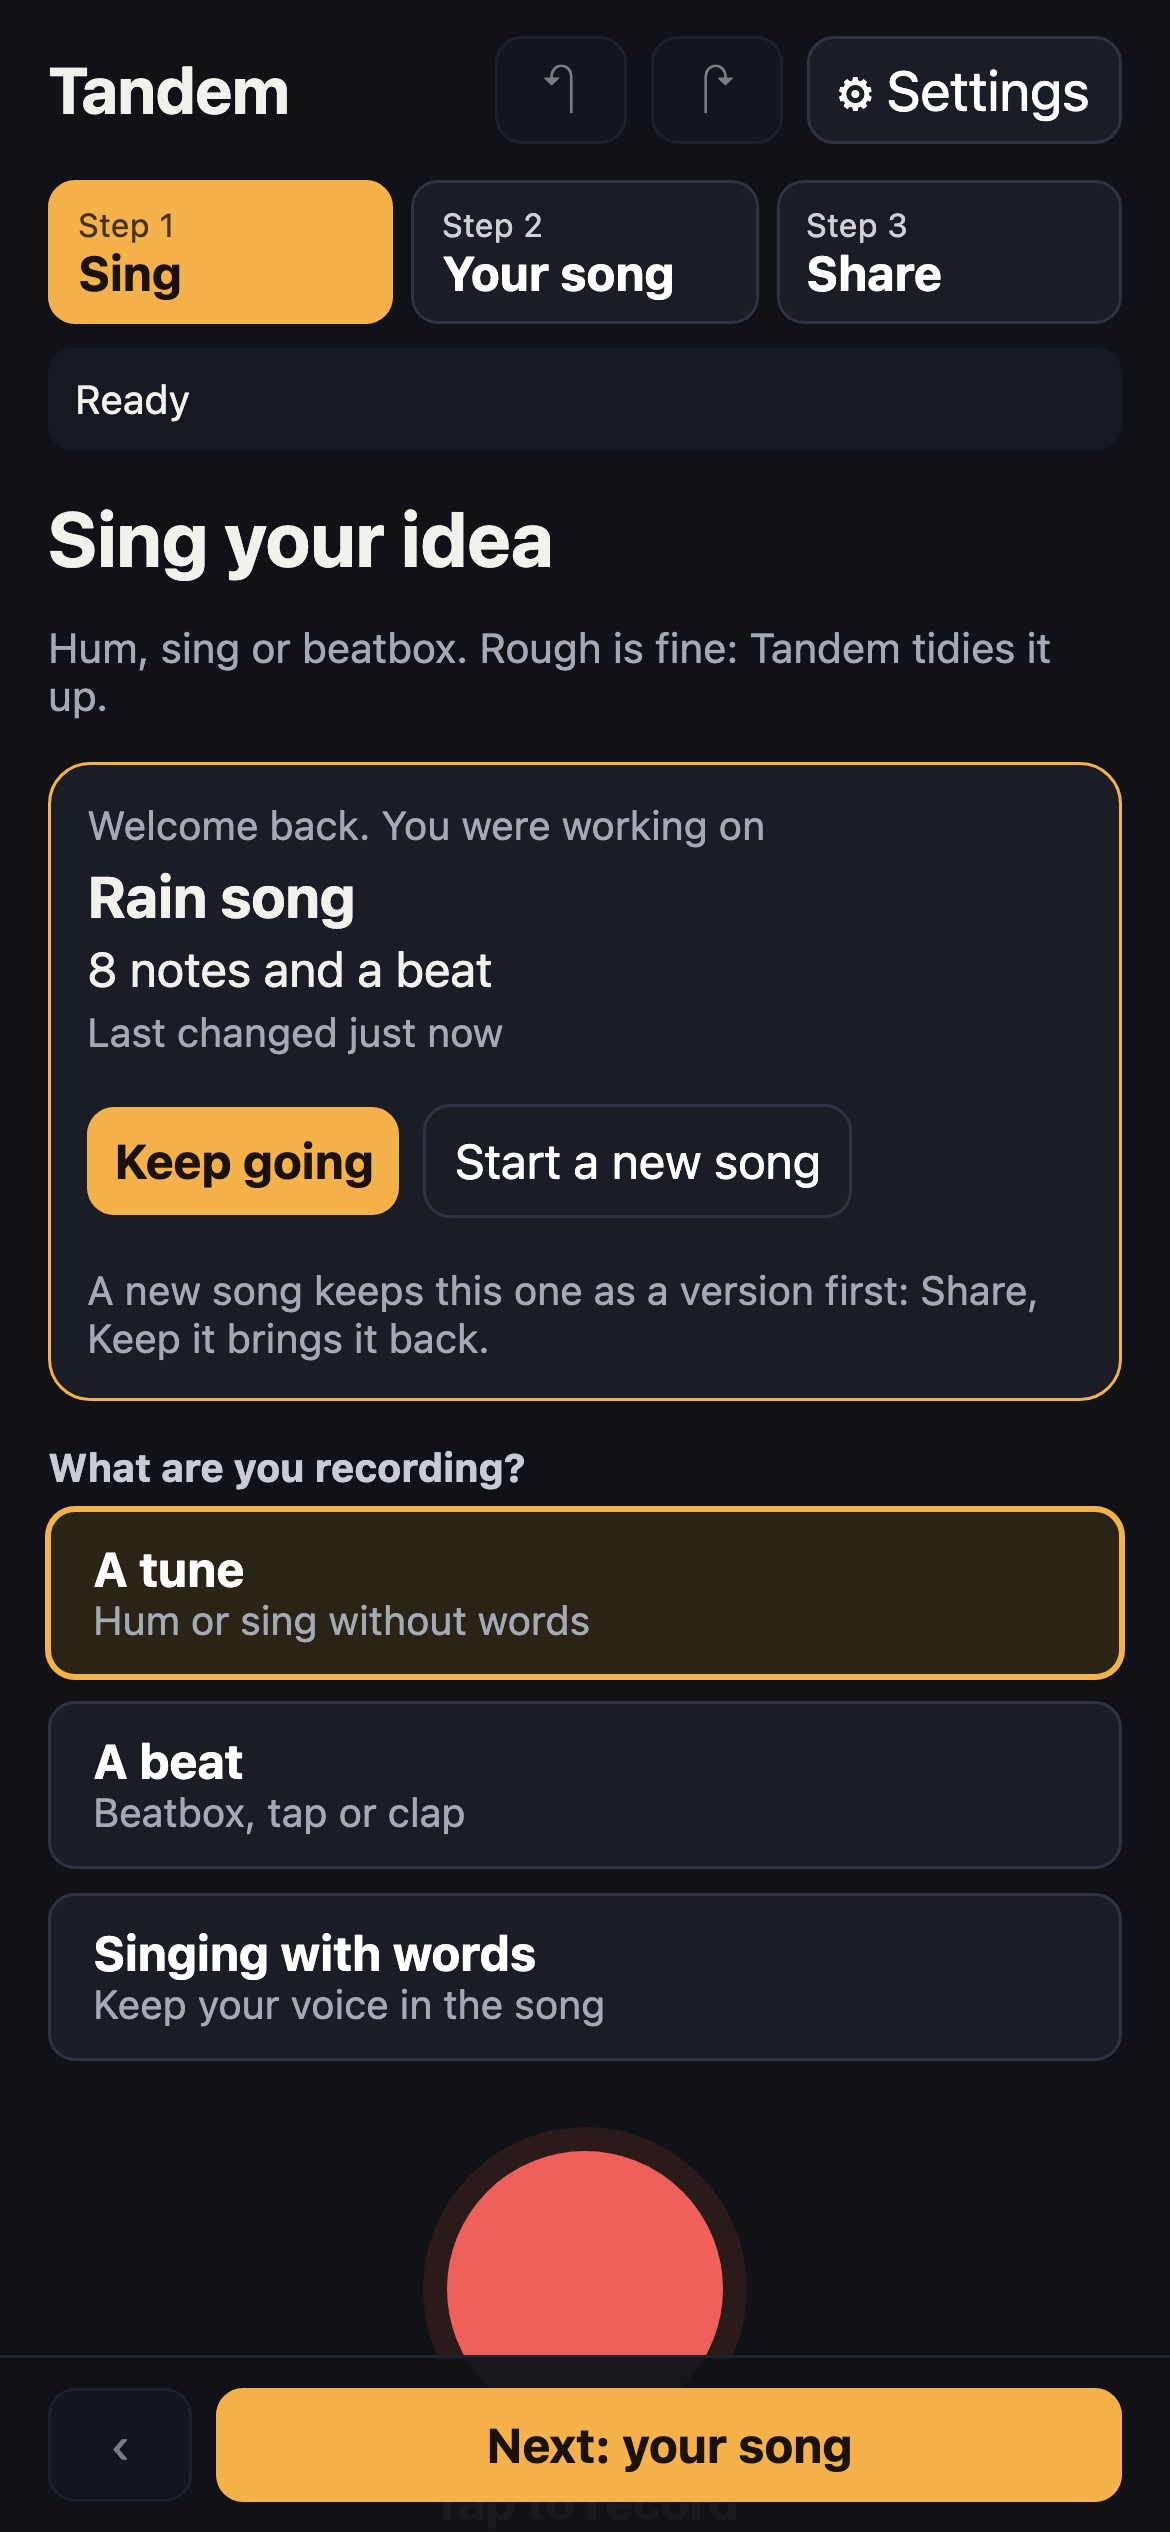 Tandem
Settings
Step 1
Sing
Step 2
Your song
Step 3
Share
Ready
Sing your idea
Hum, sing or beatbox. Rough is fine: Tandem tidies it
up.
Welcome back. You were working on
Rain song
8 notes and a beat
Last changed just now
Keep going
Start a new song
A new song keeps this one as a version first: Share,
Keep it brings it back.
What are you recording?
A tune
Hum or sing without words
A beat
Beatbox, tap or clap
Singing with words
Keep your voice in the song
Next: your song
Tap to record